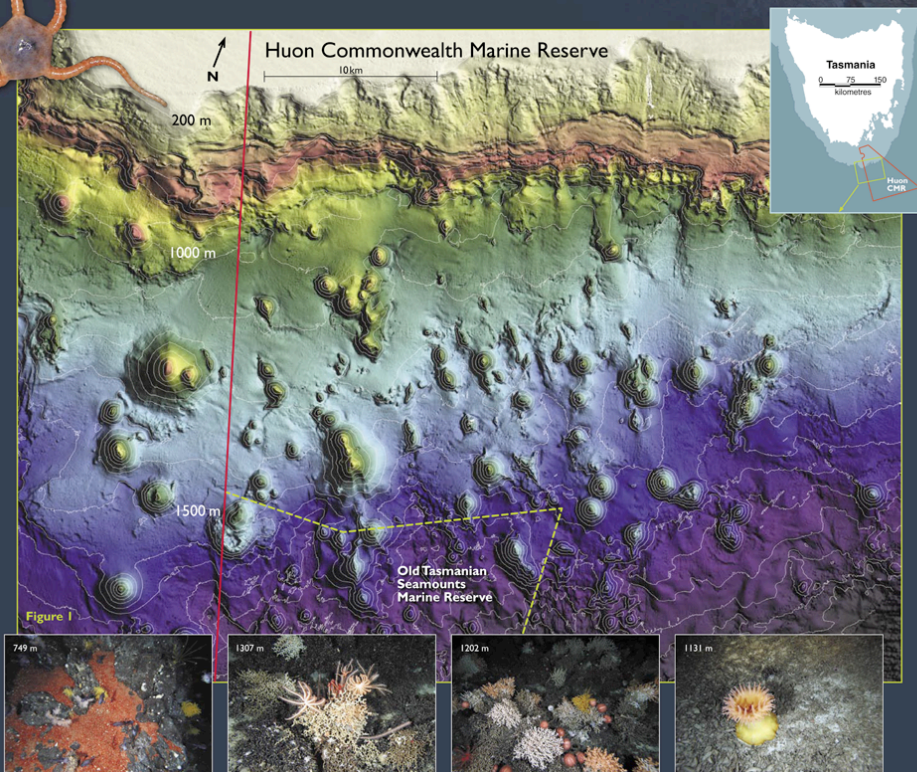 Huon Commonwealth Marine Reserve
N
10km
200 m
1000 m
1500 m
Old Tasmanian
Seamounts
Marine Reserve
Figure 1
Tasmania
0 75 150
kilometres
Huon
CMR
749 m
1307 m
1202 m
1131 m